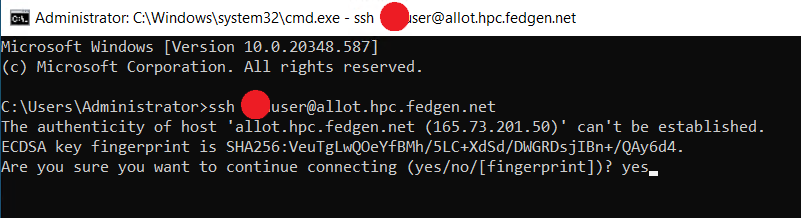 Administrator: C:\Windows\system32\cmd.exe - ssh user@allot.hpc.fedgen.net
Microsoft Windows [Version 10.0.20348.587]
(c) Microsoft Corporation. All rights reserved.
C:\Users\Administrator>ssh user@allot.hpc.fedgen.net
The authenticity of host 'allot.hpc.fedgen.net (165.73.201.50)' can't be established.
ECDSA key fingerprint is SHA256:VeuTgLwQOeYfBMh/5LC+XdSd/DWGRDsjIBn+/QAy6d4.
Are you sure you want to continue connecting (yes/no/[fingerprint])? yes